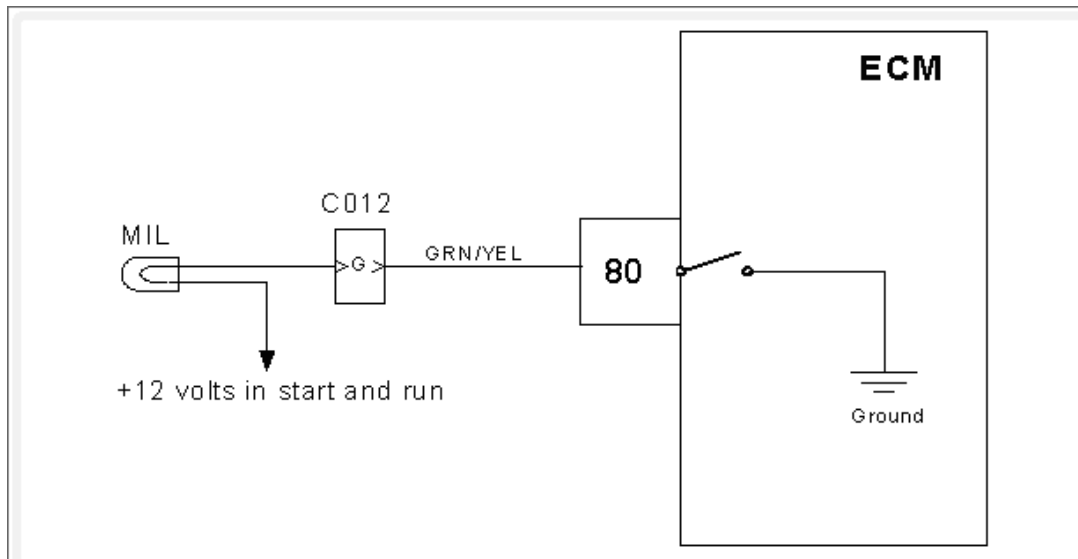 ECM
C012
MIL
G
GRN/YEL
80
+12 volts in start and run
Ground